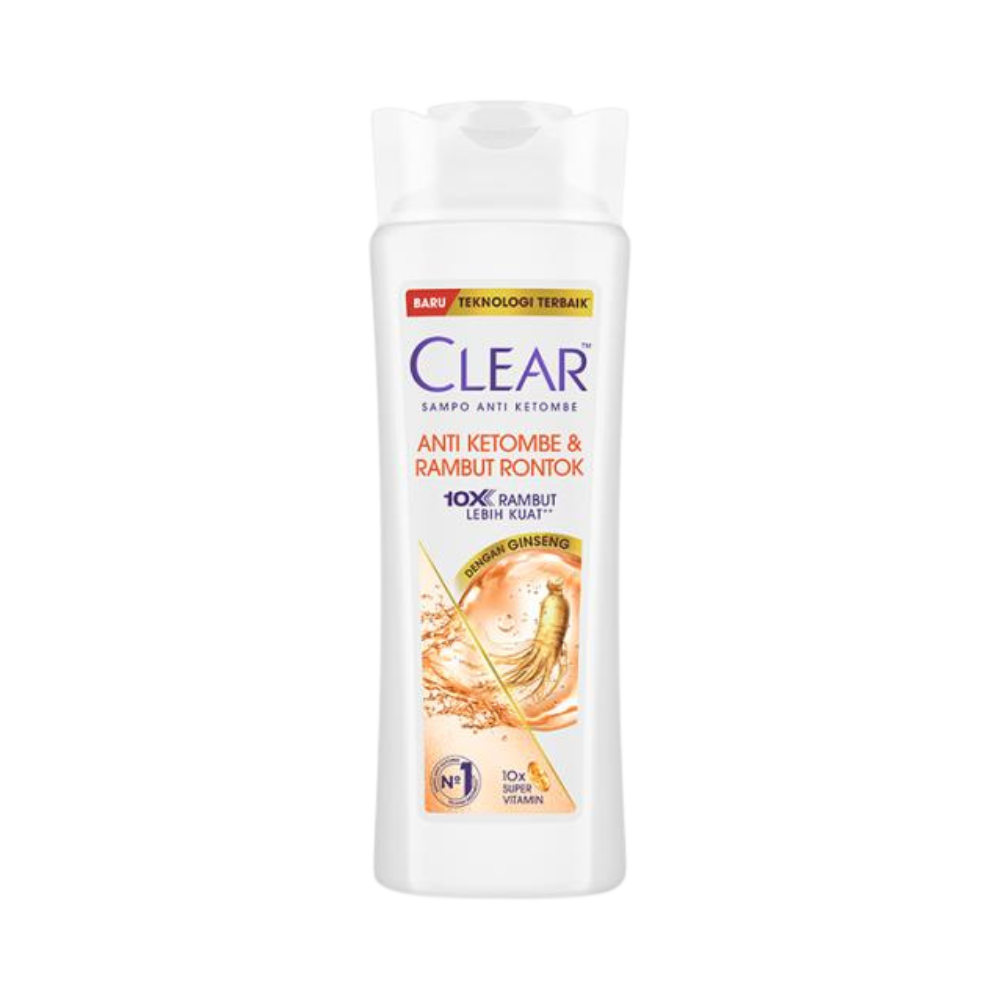 BARU TEKNOLOGI TERBAIK*
CLEAR™
SAMPO ANTI KETOMBE
ANTI KETOMBE &
RAMBUT RONTOK
10X RAMBUT
LEBIH KUAT**
DENGAN GINSENG
Nº1
10x
SUPER
VITAMIN